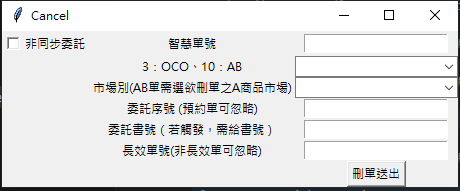 Cancel
非同步委託 智慧單號
3：OCO、10：AB
市場別(AB單需選欲刪單之A商品市場)
委託序號 (預約單可忽略)
委託書號 ( 若觸發，需給書號 )
長效單號(非長效單可忽略)
刪單送出